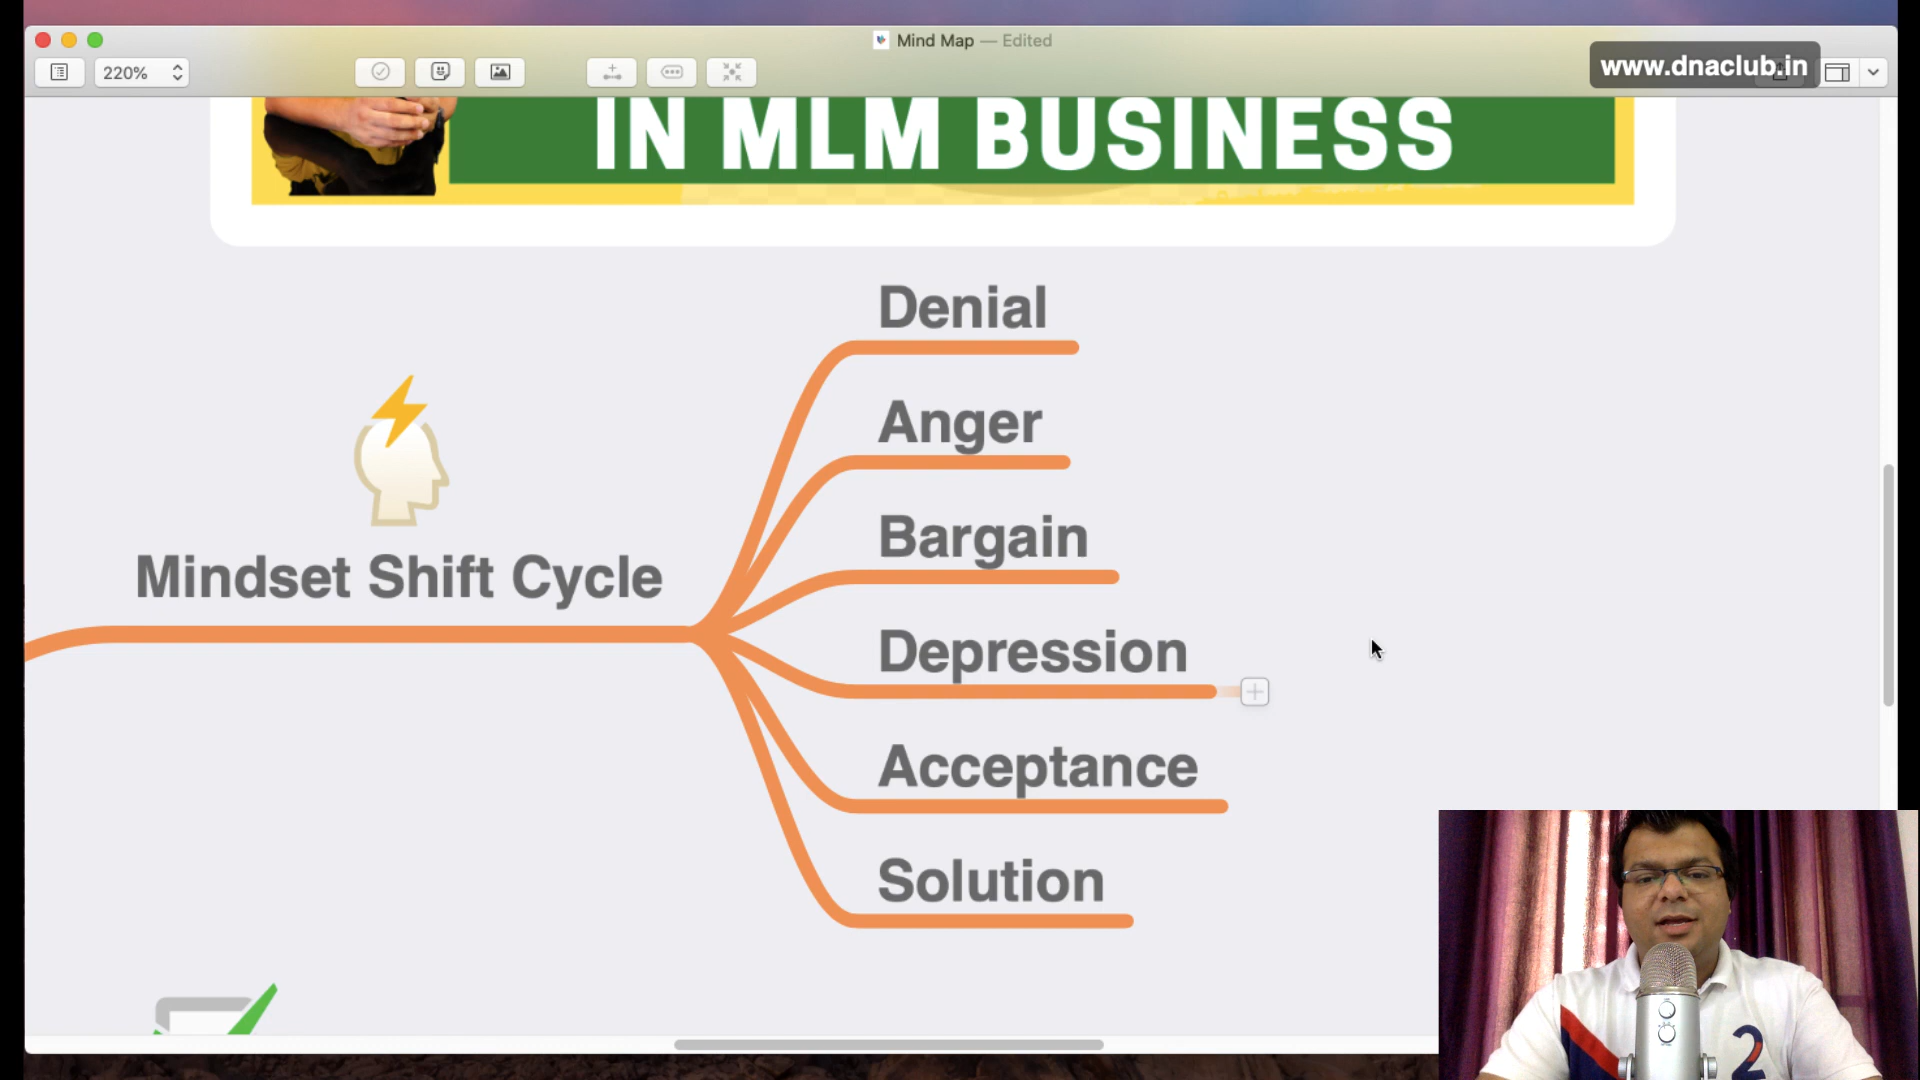 Mind Map — Edited
220%
www.dnaclub.in
IN MLM BUSINESS
Denial
Anger
Bargain
Mindset Shift Cycle
Depression
Acceptance
Solution
2